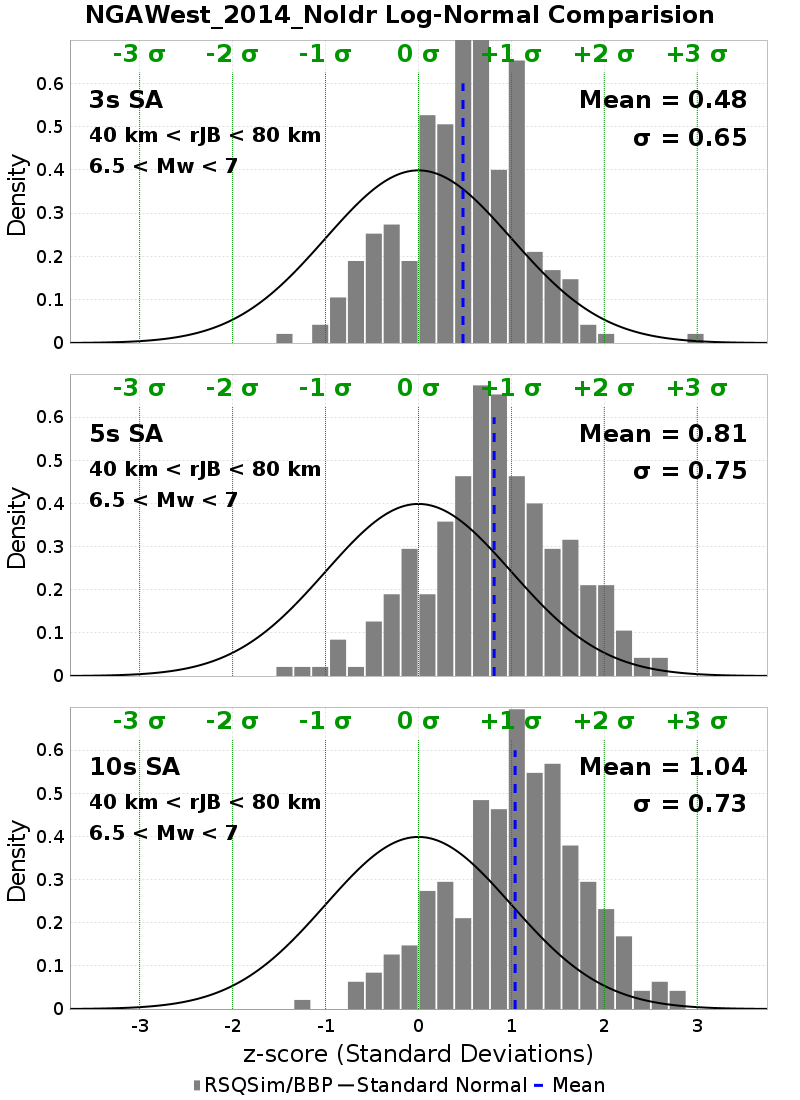 NGAWest_2014_NoIdr Log-Normal Comparision
-3 σ -2 σ -1 σ 0 σ +1 σ +2 σ +3 σ
3s SA
40 km < rJB < 80 km
6.5 < Mw < 7
Mean = 0.48
σ = 0.65
Density
0.6
0.5
0.4
0.3
0.2
0.1
0
-3 σ -2 σ -1 σ 0 σ +1 σ +2 σ +3 σ
5s SA
40 km < rJB < 80 km
6.5 < Mw < 7
Mean = 0.81
σ = 0.75
Density
0.6
0.5
0.4
0.3
0.2
0.1
0
-3 σ -2 σ -1 σ 0 σ +1 σ +2 σ +3 σ
10s SA
40 km < rJB < 80 km
6.5 < Mw < 7
Mean = 1.04
σ = 0.73
Density
0.6
0.5
0.4
0.3
0.2
0.1
0
-3 -2 -1 0 1 2 3
z-score (Standard Deviations)
RSQSim/BBP Standard Normal Mean